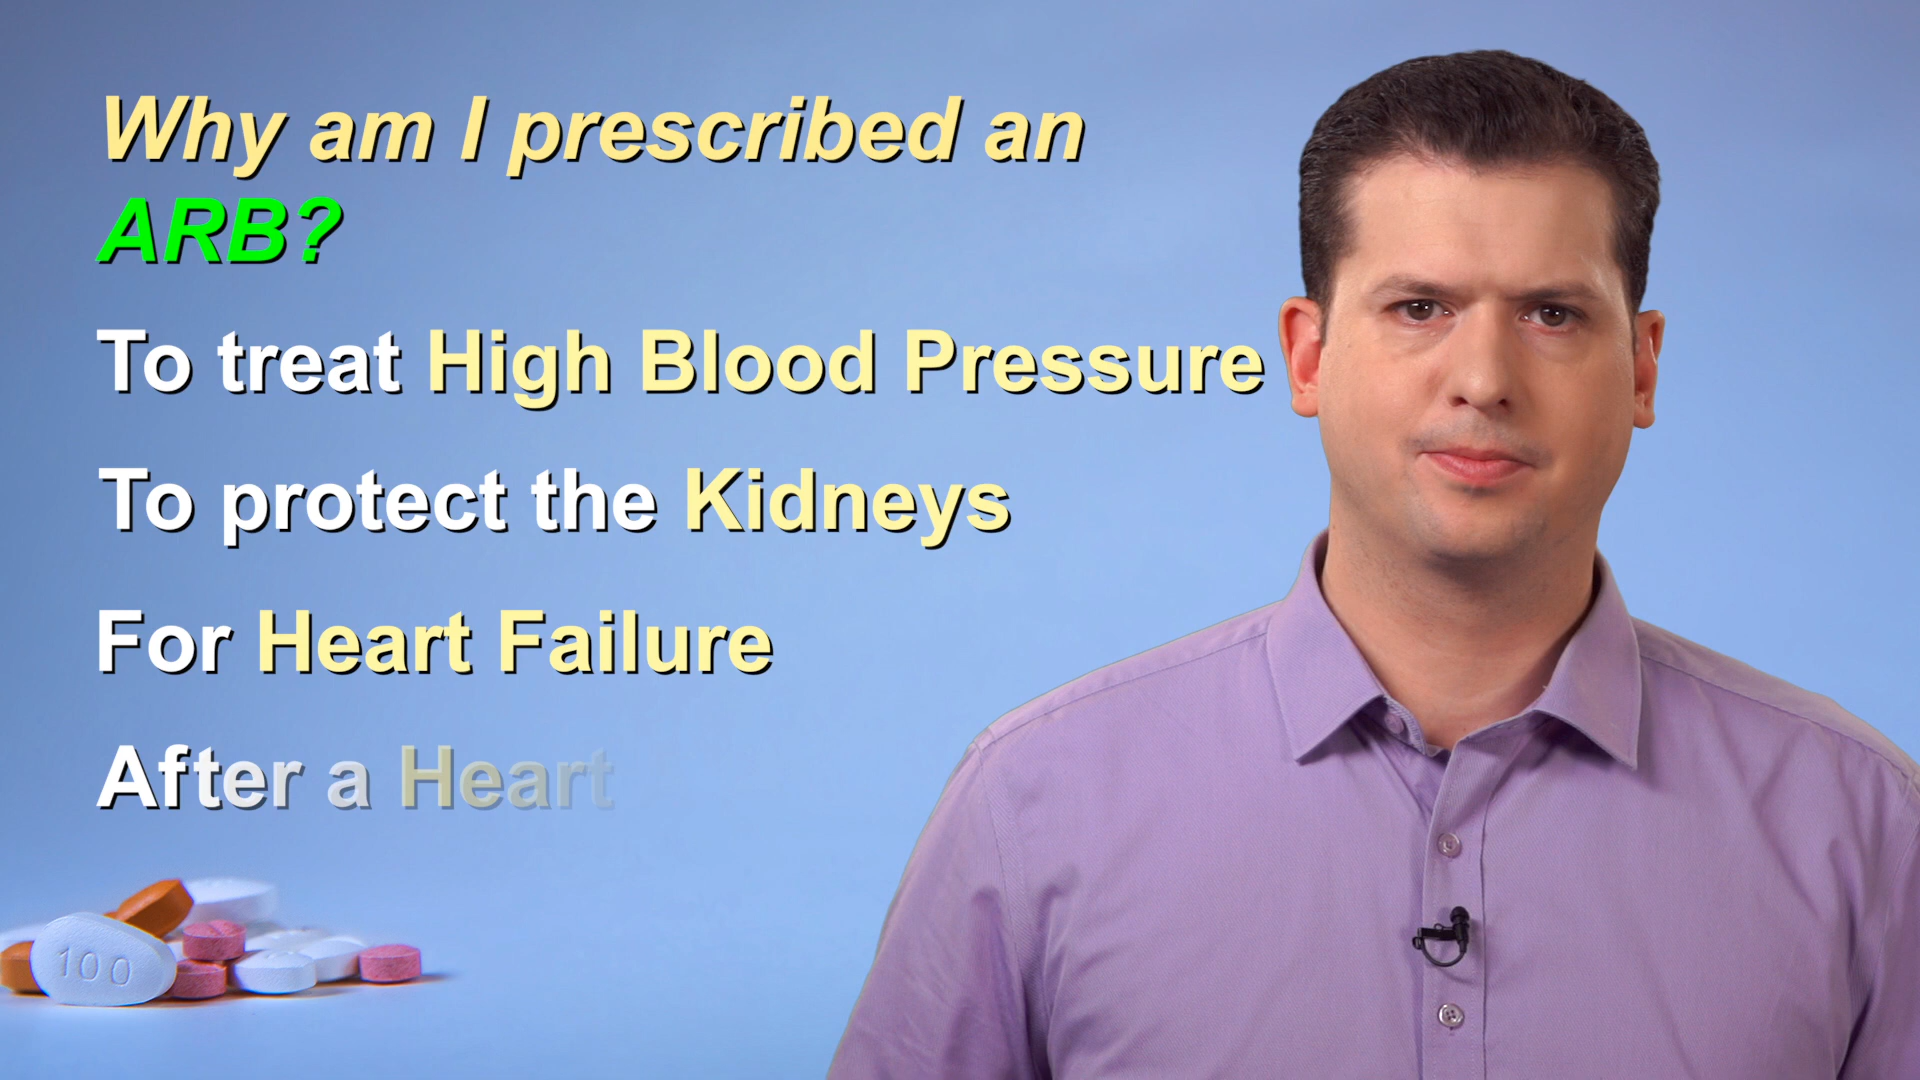 Why am I prescribed an
ARB?
To treat High Blood Pressure
To protect the Kidneys
For Heart Failure
After a Heart
100